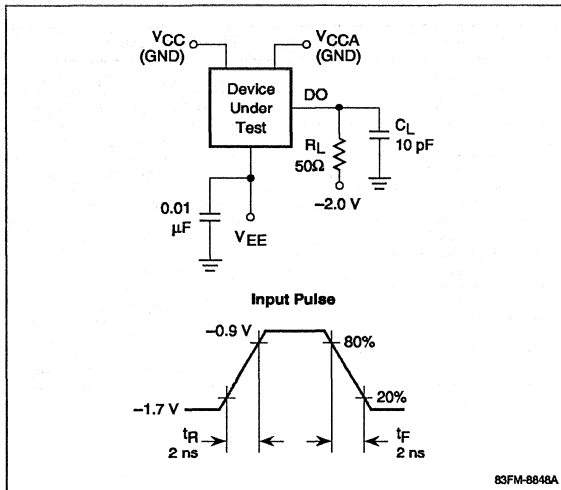 VCC
(GND)
VCCA
(GND)
Device
Under
Test
DO
RL
50Ω
CL
10 pF
–2.0 V
0.01
μF
VEE
Input Pulse
–0.9 V
80%
–1.7 V
20%
tR
2 ns
tF
2 ns
83FM-8848A